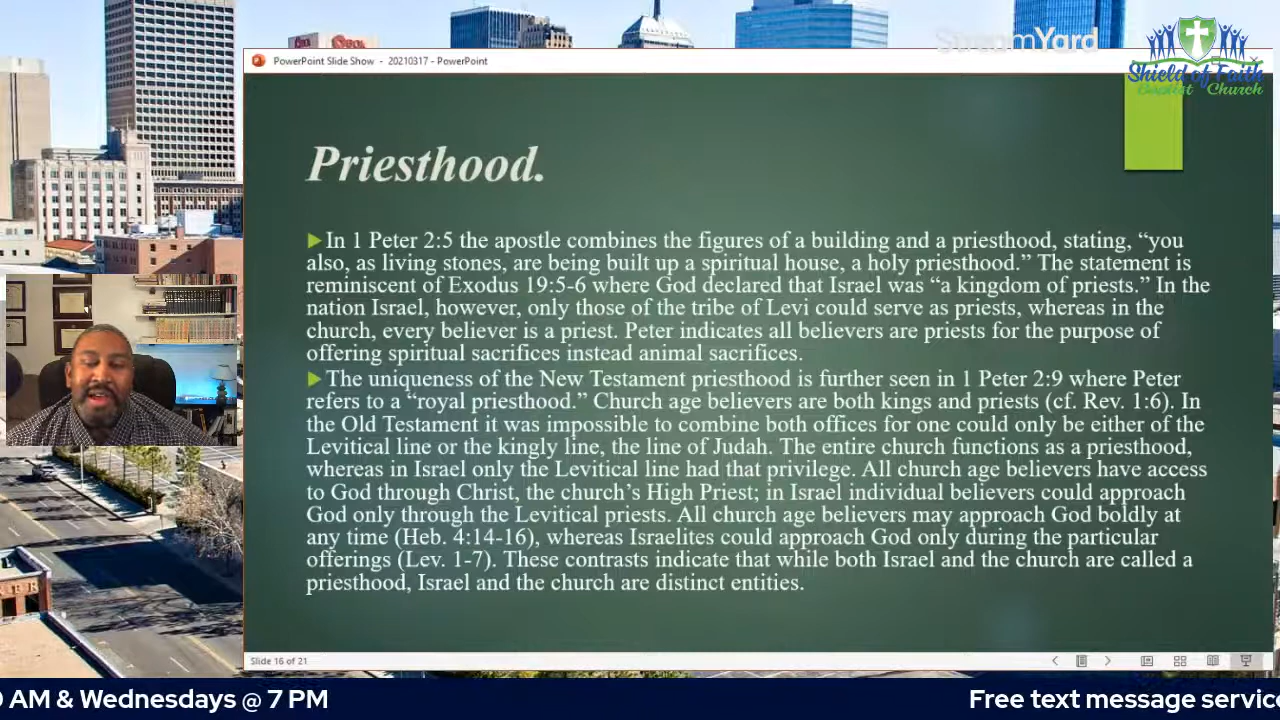 StreamYard
Shield of Faith
Baptist Church
PowerPoint Slide Show - 20210317 - PowerPoint
Priesthood.
In 1 Peter 2:5 the apostle combines the figures of a building and a priesthood, stating, “you
also, as living stones, are being built up a spiritual house, a holy priesthood.” The statement is
reminiscent of Exodus 19:5-6 where God declared that Israel was “a kingdom of priests.” In the
nation Israel, however, only those of the tribe of Levi could serve as priests, whereas in the
church, every believer is a priest. Peter indicates all believers are priests for the purpose of
offering spiritual sacrifices instead animal sacrifices.
The uniqueness of the New Testament priesthood is further seen in 1 Peter 2:9 where Peter
refers to a “royal priesthood.” Church age believers are both kings and priests (cf. Rev. 1:6). In
the Old Testament it was impossible to combine both offices for one could only be either of the
Levitical line or the kingly line, the line of Judah. The entire church functions as a priesthood,
whereas in Israel only the Levitical line had that privilege. All church age believers have access
to God through Christ, the church’s High Priest; in Israel individual believers could approach
God only through the Levitical priests. All church age believers may approach God boldly at
any time (Heb. 4:14-16), whereas Israelites could approach God only during the particular
offerings (Lev. 1-7). These contrasts indicate that while both Israel and the church are called a
priesthood, Israel and the church are distinct entities.
Slide 16 of 21
0 AM & Wednesdays @ 7 PM
Free text message service